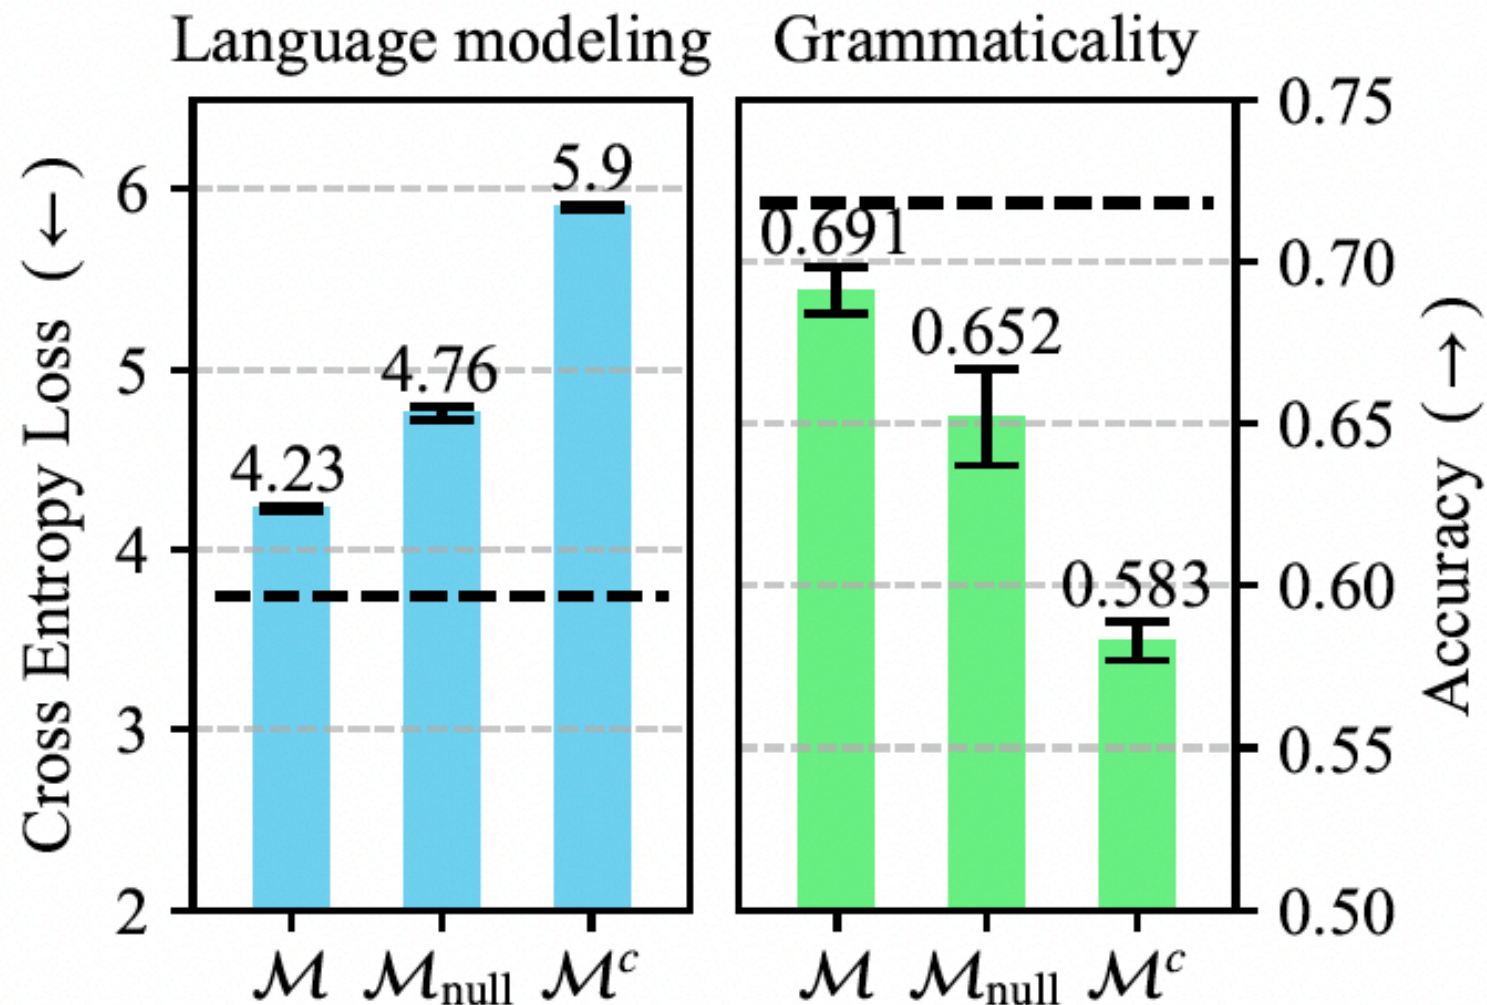 Language modeling
Cross Entropy Loss (←)
6
5
4
3
2
4.23
4.76
5.9
ℳ
ℳnull
ℳᶜ
Grammaticality
0.691
0.652
0.583
0.75
0.70
0.65
0.60
0.55
0.50
Accuracy (→)
ℳ
ℳnull
ℳᶜ